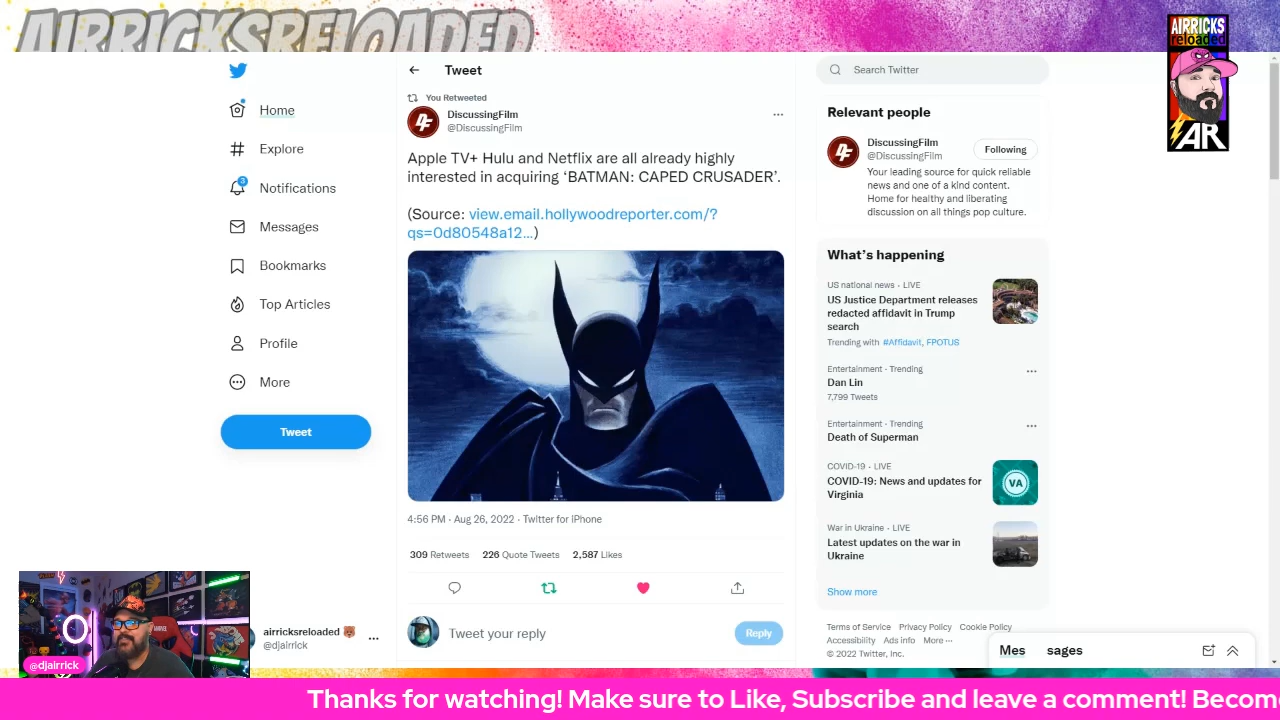 AIRRICKSRELOADED
AIRRICKS
reloaded
AR
Home
Explore
3
Notifications
Messages
Bookmarks
Top Articles
Profile
More
Tweet
airricksreloaded
@djairrick
@djairrick
Tweet
You Retweeted
DiscussingFilm
@DiscussingFilm
Apple TV+ Hulu and Netflix are all already highly
interested in acquiring ‘BATMAN: CAPED CRUSADER’.
(Source: view.email.hollywoodreporter.com/?
qs=0d80548a12…)
4:56 PM · Aug 26, 2022 · Twitter for iPhone
309 Retweets 226 Quote Tweets 2,587 Likes
Tweet your reply
Reply
Search Twitter
Relevant people
DiscussingFilm
@DiscussingFilm
Following
Your leading source for quick reliable
news and one of a kind content.
Home for healthy and liberating
discussion on all things pop culture.
What’s happening
US national news · LIVE
US Justice Department releases
redacted affidavit in Trump
search
Trending with #Affidavit, FPOTUS
Entertainment · Trending
Dan Lin
7,799 Tweets
Entertainment · Trending
Death of Superman
COVID-19 · LIVE
COVID-19: News and updates for
Virginia
VA
War in Ukraine · LIVE
Latest updates on the war in
Ukraine
Show more
Terms of Service Privacy Policy Cookie Policy
Accessibility Ads info More ···
© 2022 Twitter, Inc.
Mes sages
Thanks for watching! Make sure to Like, Subscribe and leave a comment! Becom